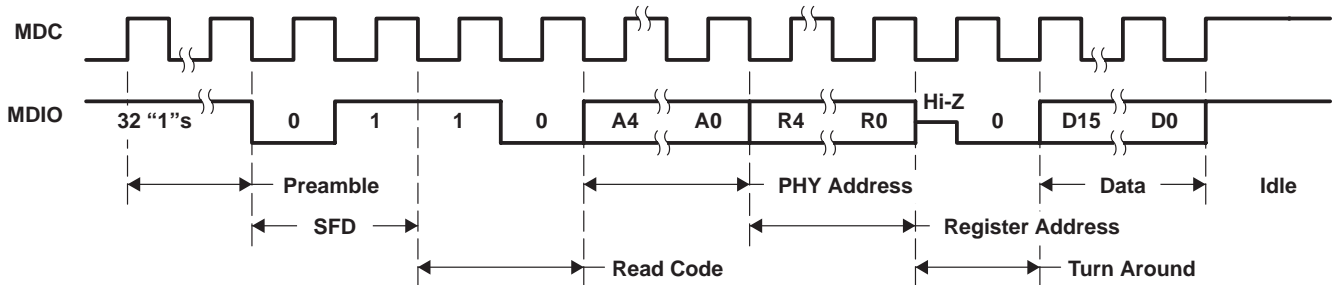 MDC
Hi-Z
MDIO
32 “1”s 0 1 1 0 A4 A0 R4 R0 0 D15 D0
Preamble PHY Address Data Idle
SFD Register Address
Read Code Turn Around